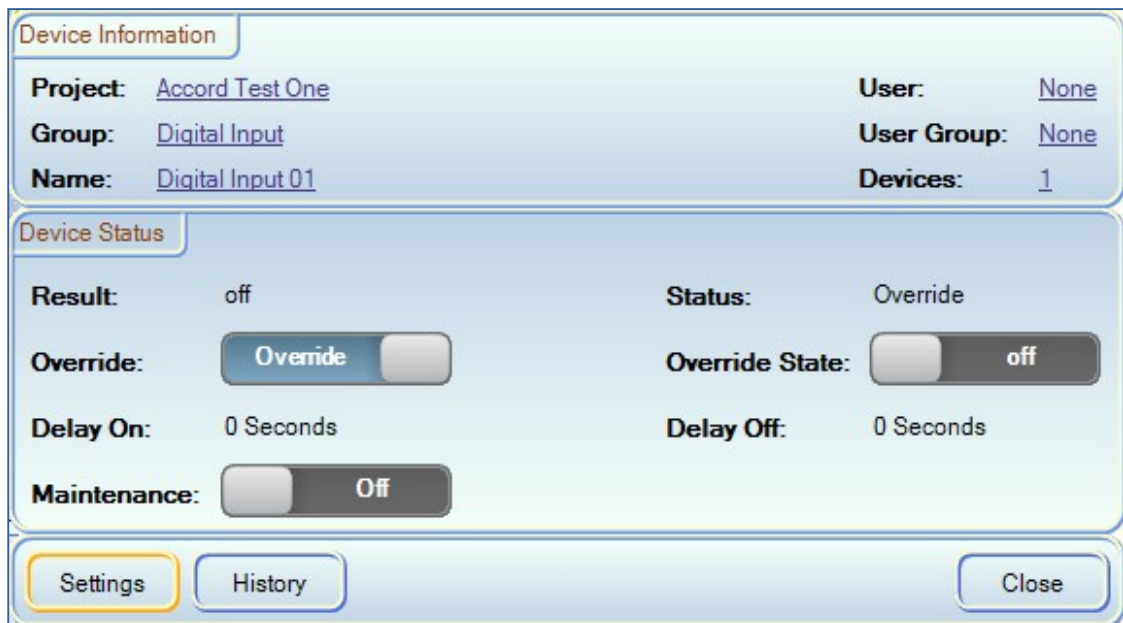 Device Information
Project: Accord Test One User: None
Group: Digital Input User Group: None
Name: Digital Input 01 Devices: 1
Device Status
Result: off Status: Override
Override: Override Override State: off
Delay On: 0 Seconds Delay Off: 0 Seconds
Maintenance: Off
Settings History Close